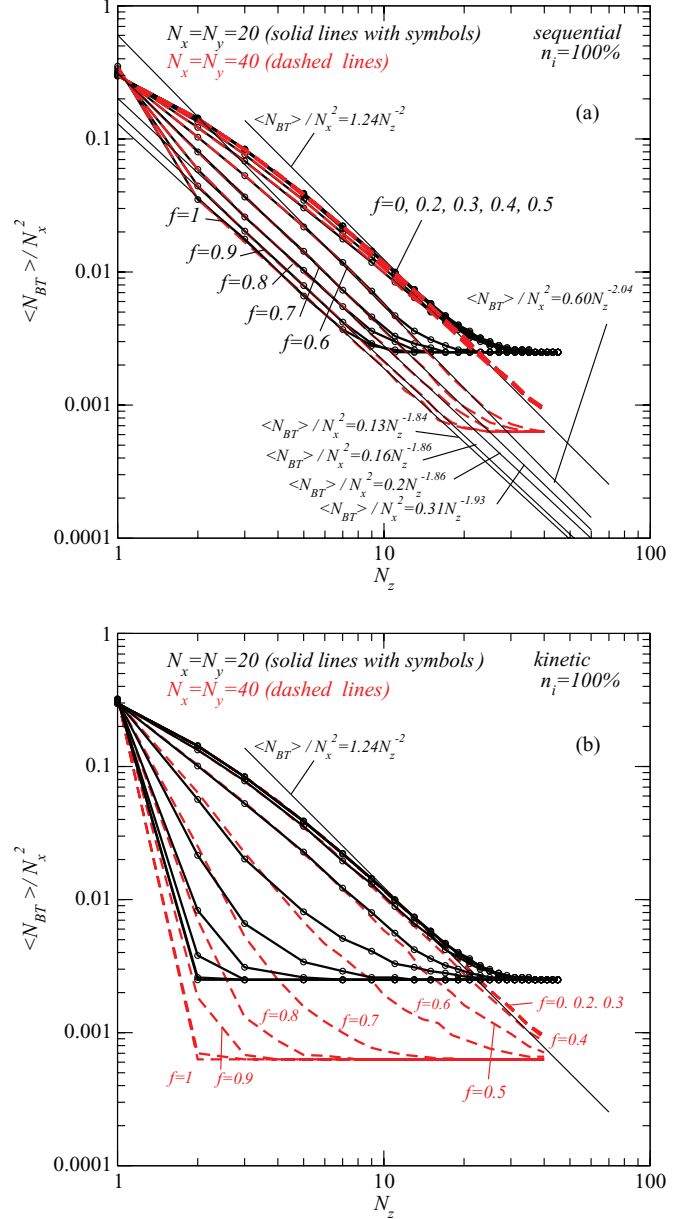 N_x=N_y=20 (solid lines with symbols)
N_x=N_y=40 (dashed lines)
sequential
n_i=100%
(a)
<N_BT>/N_x^2=1.24N_z^-2
f=0, 0.2, 0.3, 0.4, 0.5
f=1
f=0.9
f=0.8
f=0.7
f=0.6
<N_BT>/N_x^2=0.60N_z^-2.04
<N_BT>/N_x^2=0.13N_z^-1.84
<N_BT>/N_x^2=0.16N_z^-1.86
<N_BT>/N_x^2=0.2N_z^-1.86
<N_BT>/N_x^2=0.31N_z^-1.93
<N_BT>/N_x^2
1
0.1
0.01
0.001
0.0001
1
10
100
N_z
N_x=N_y=20 (solid lines with symbols)
N_x=N_y=40 (dashed lines)
kinetic
n_i=100%
(b)
<N_BT>/N_x^2=1.24N_z^-2
f=0. 0.2. 0.3
f=0.4
f=0.5
f=0.6
f=0.7
f=0.8
f=0.9
f=1
<N_BT>/N_x^2
1
0.1
0.01
0.001
0.0001
1
10
100
N_z